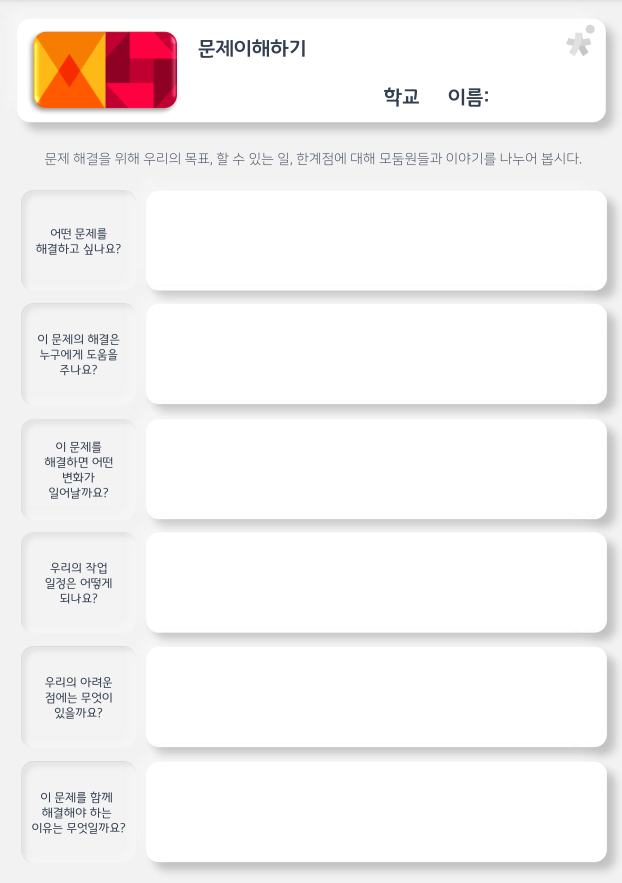 문제이해하기
학교 이름:
문제 해결을 위해 우리의 목표, 할 수 있는 일, 한계점에 대해 모둠원들과 이야기를 나누어 봅시다.
어떤 문제를
해결하고 싶나요?
이 문제의 해결은
누구에게 도움을
주나요?
이 문제를
해결하면 어떤
변화가
일어날까요?
우리의 작업
일정은 어떻게
되나요?
우리의 아려운
점에는 무엇이
있을까요?
이 문제를 함께
해결해야 하는
이유는 무엇일까요?